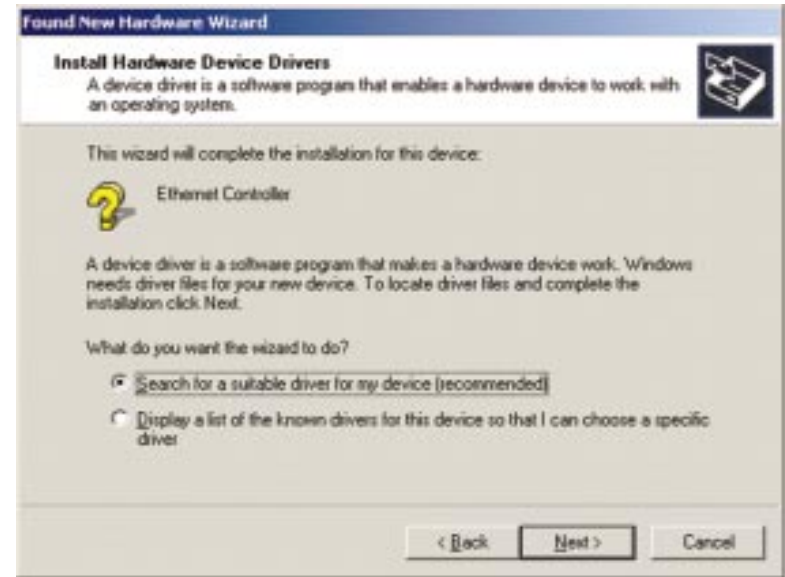 Found New Hardware Wizard
Install Hardware Device Drivers
A device driver is a software program that enables a hardware device to work with
an operating system.
This wizard will complete the installation for this device:
Ethernet Controller
A device driver is a software program that makes a hardware device work. Windows
needs driver files for your new device. To locate driver files and complete the
installation click Next.
What do you want the wizard to do?
Search for a suitable driver for my device (recommended)
Display a list of the known drivers for this device so that I can choose a specific
driver
< Back
Next >
Cancel